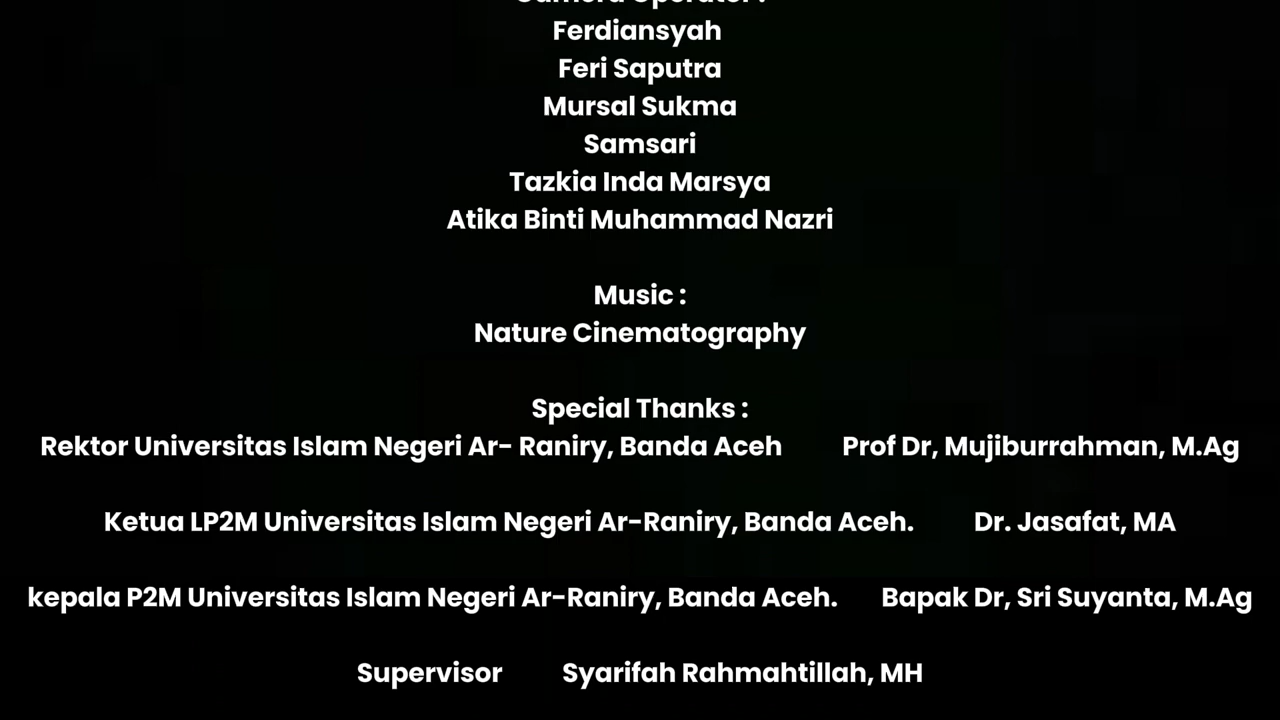 Camera Operator :
Ferdiansyah
Feri Saputra
Mursal Sukma
Samsari
Tazkia Inda Marsya
Atika Binti Muhammad Nazri
Music :
Nature Cinematography
Special Thanks :
Rektor Universitas Islam Negeri Ar- Raniry, Banda Aceh Prof Dr, Mujiburrahman, M.Ag
Ketua LP2M Universitas Islam Negeri Ar-Raniry, Banda Aceh. Dr. Jasafat, MA
kepala P2M Universitas Islam Negeri Ar-Raniry, Banda Aceh. Bapak Dr, Sri Suyanta, M.Ag
Supervisor Syarifah Rahmahtillah, MH